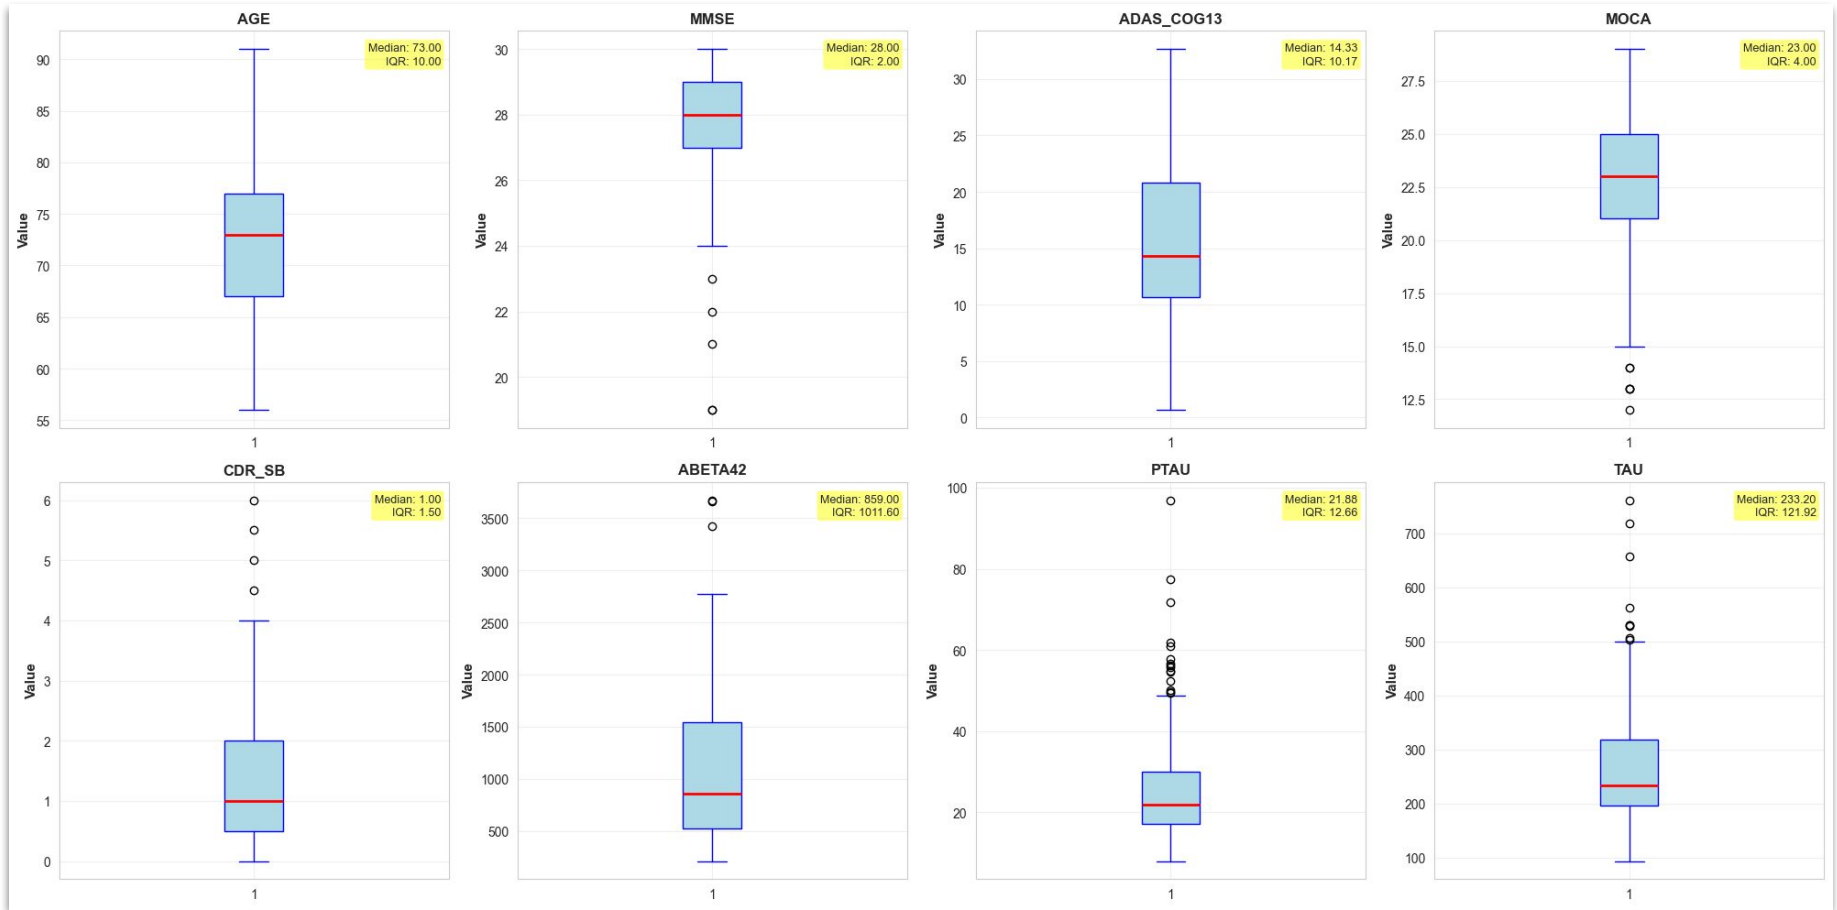 AGE
Median: 73.00
IQR: 10.00
90
85
80
75
70
65
60
55
Value
1
MMSE
Median: 28.00
IQR: 2.00
30
28
26
24
22
20
Value
1
ADAS_COG13
Median: 14.33
IQR: 10.17
30
25
20
15
10
5
0
Value
1
MOCA
Median: 23.00
IQR: 4.00
27.5
25.0
22.5
20.0
17.5
15.0
12.5
Value
1
CDR_SB
Median: 1.00
IQR: 1.50
6
5
4
3
2
1
0
Value
1
ABETA42
Median: 859.00
IQR: 1011.60
3500
3000
2500
2000
1500
1000
500
Value
1
PTAU
Median: 21.88
IQR: 12.66
100
80
60
40
20
Value
1
TAU
Median: 233.20
IQR: 121.92
700
600
500
400
300
200
100
Value
1